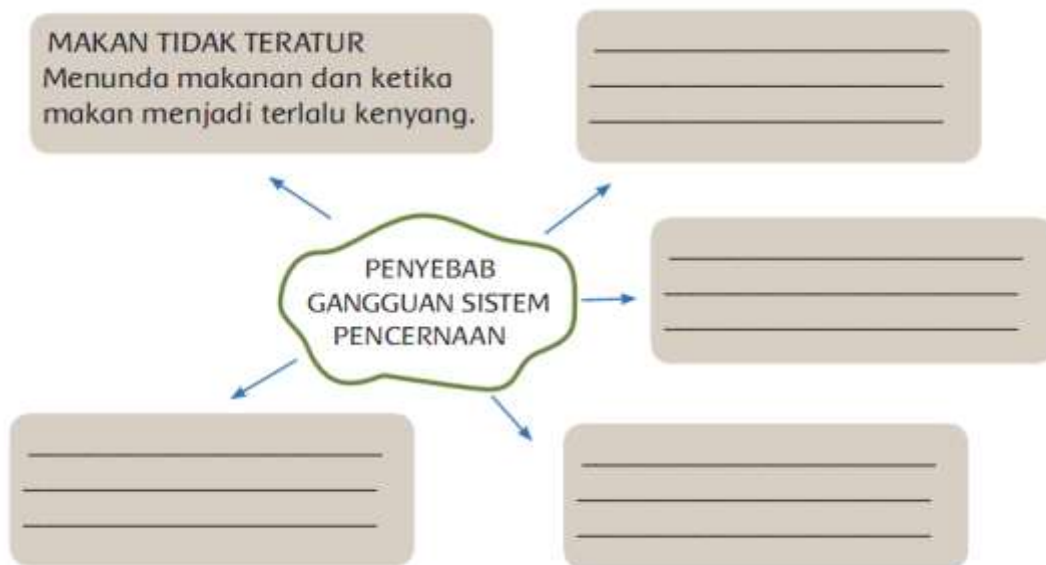 MAKAN TIDAK TERATUR
Menunda makanan dan ketika
makan menjadi terlalu kenyang.
PENYEBAB
GANGGUAN SISTEM
PENCERNAAN